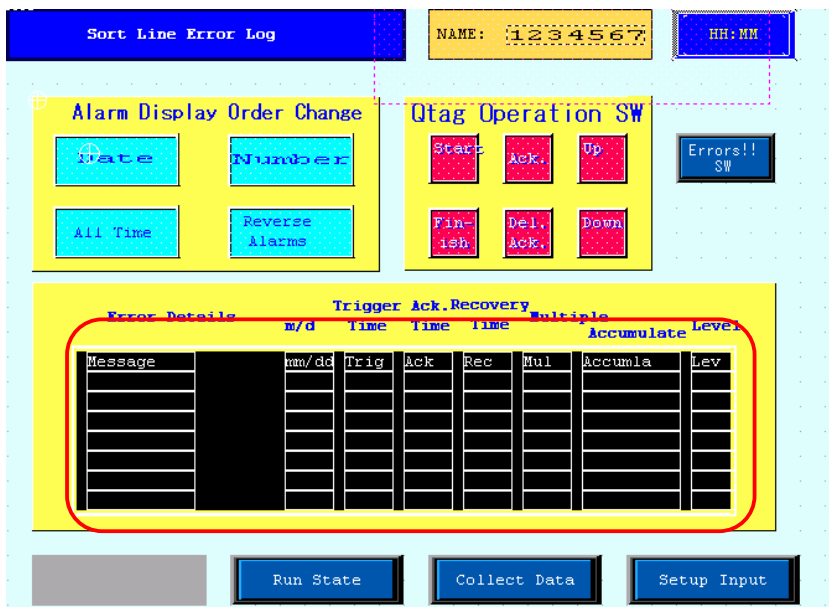 Sort Line Error Log
NAME: 1234567
HH:MM
Alarm Display Order Change
Qtag Operation SW
Date
Number
Start
Ack.
Up
Errors!!
SW
All Time
Reverse
Alarms
Fin-
ish
Del.
Ack.
Down
Error Details
m/d
Trigger
Time
Ack.
Time
Recovery
Time
Multiple
Accumulate
Level
Message mm/dd Trig Ack Rec Mul Accumla Lev
Run State
Collect Data
Setup Input